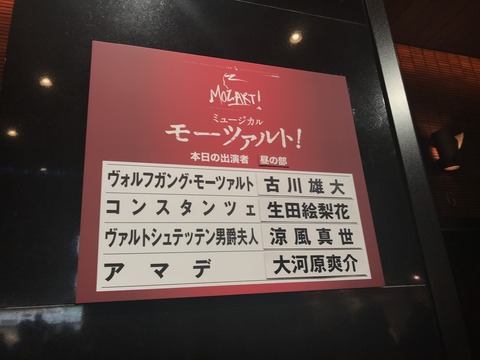 MOZART!
ミュージカル
モーツァルト!
本日の出演者 昼の部
ヴォルフガング・モーツァルト 古川雄大
コンスタンツェ 生田絵梨花
ヴァルトシュテッテン男爵夫人 涼風真世
アマデ 大河原爽介